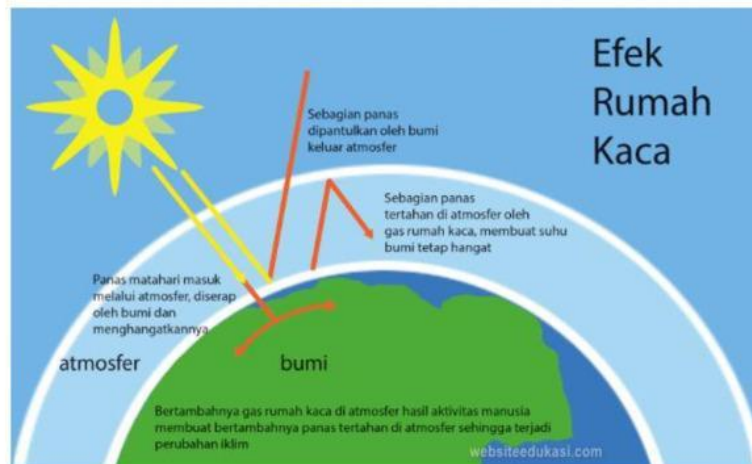 Efek
Rumah
Kaca
Sebagian panas
dipantulkan oleh bumi
keluar atmosfer
Sebagian panas
tertahan di atmosfer oleh
gas rumah kaca, membuat suhu
bumi tetap hangat
Panas matahari masuk
melalui atmosfer, diserap
oleh bumi dan
menghangatkannya
atmosfer
bumi
Bertambahnya gas rumah kaca di atmosfer hasil aktivitas manusia
membuat bertambahnya panas tertahan di atmosfer sehingga terjadi
perubahan iklim
websiteedukasi.com